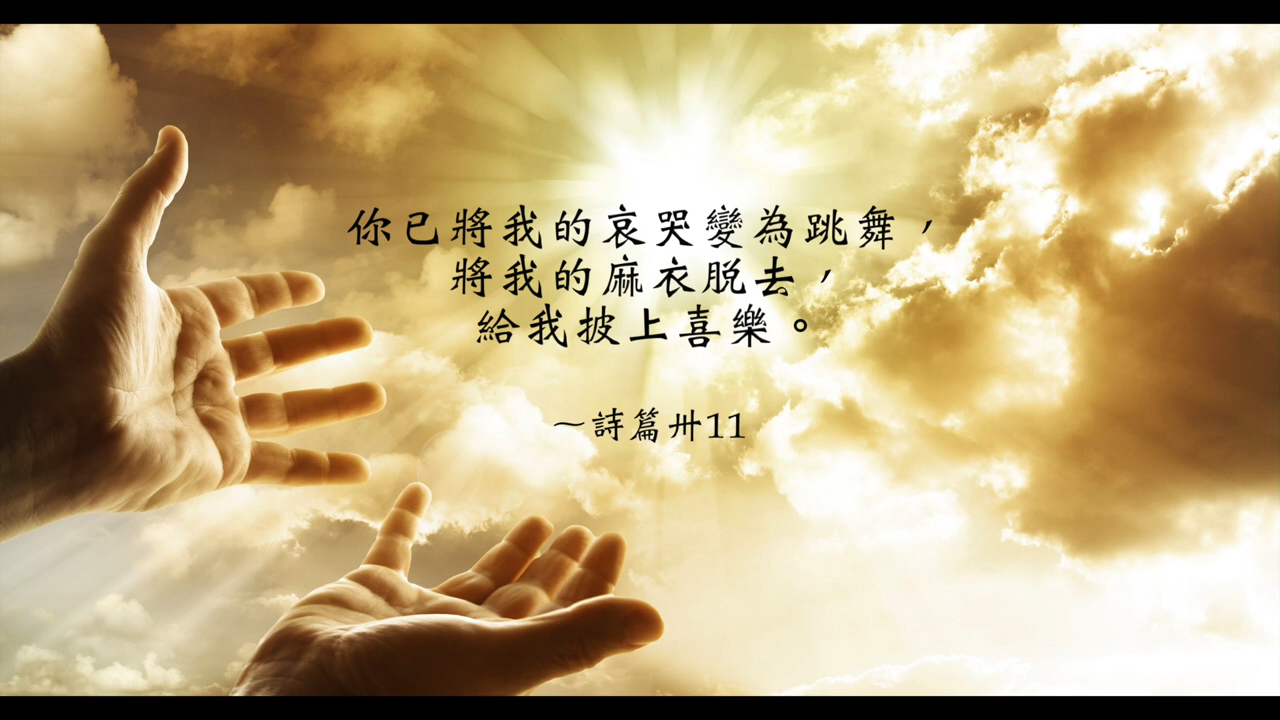 你已將我的哀哭變為跳舞，
將我的麻衣脫去，
給我披上喜樂。
～詩篇卅11